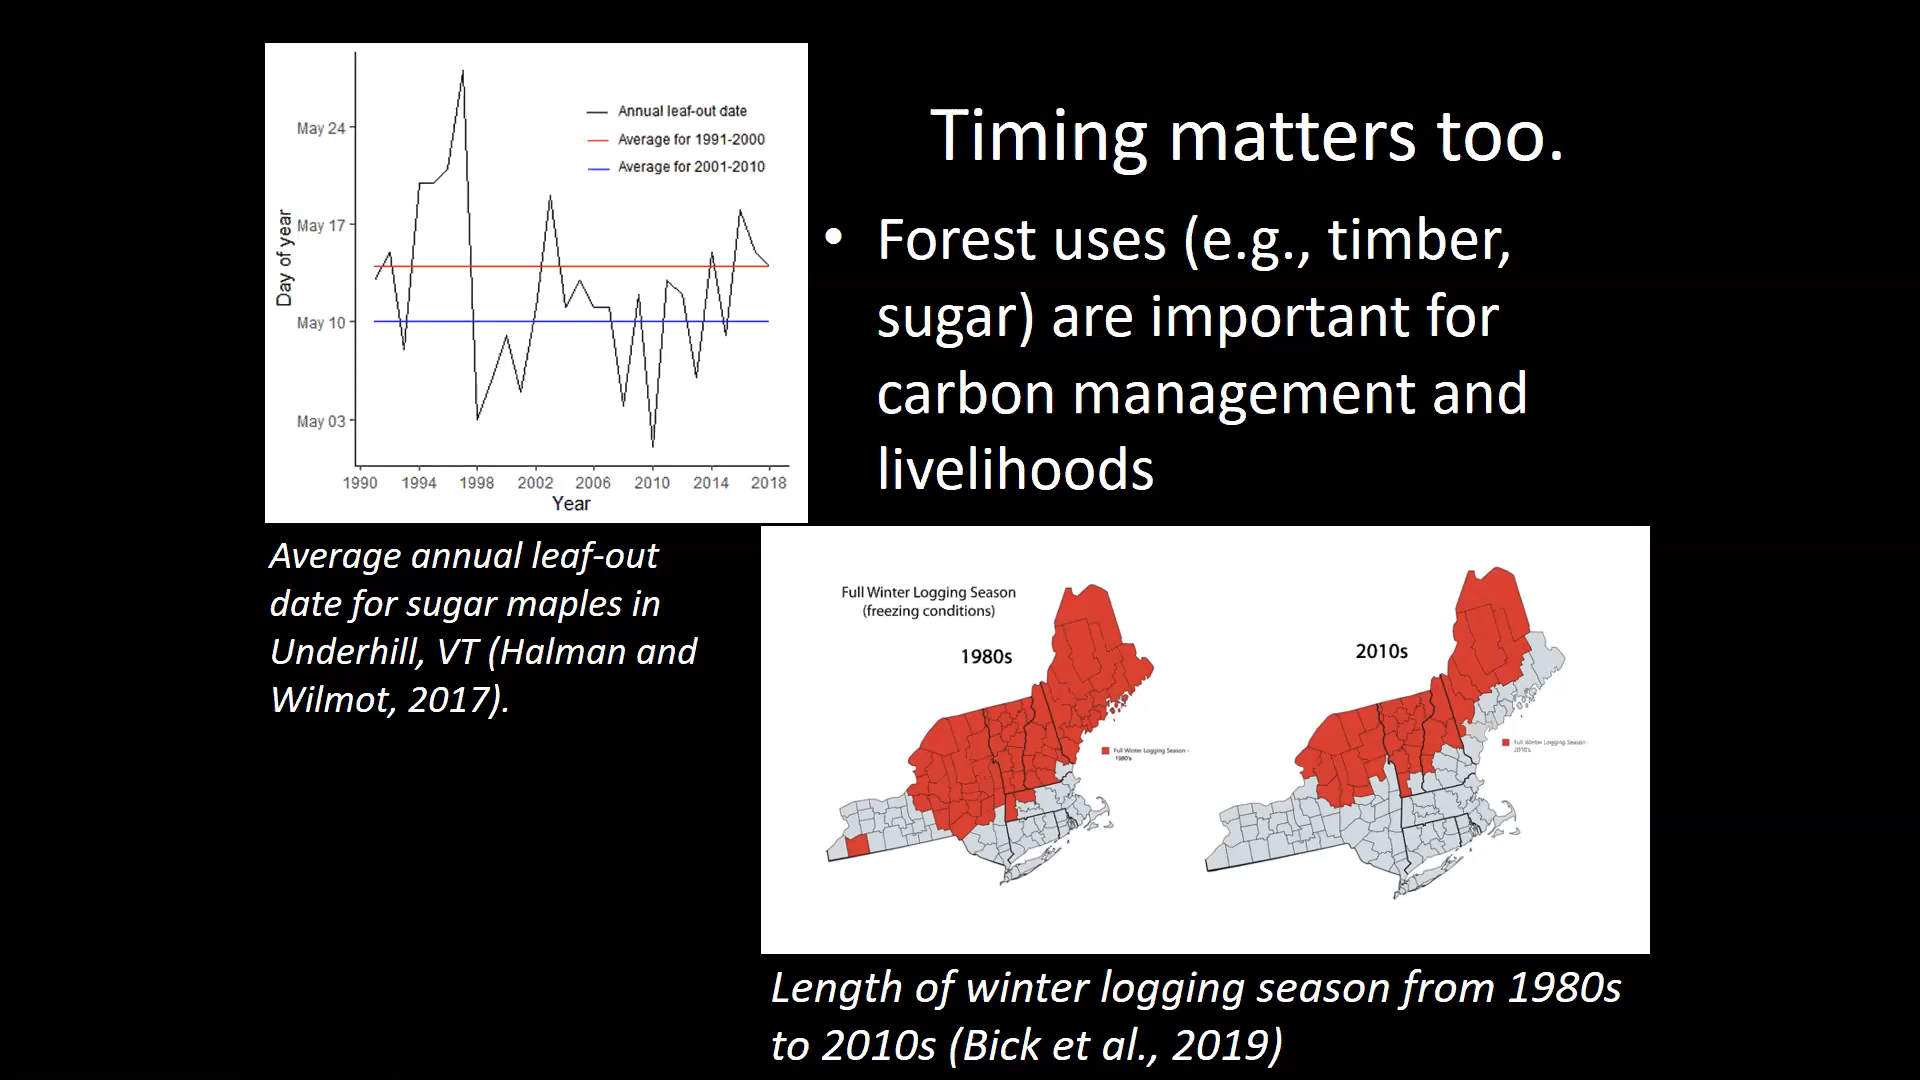 Timing matters too.
• Forest uses (e.g., timber,
sugar) are important for
carbon management and
livelihoods
Annual leaf-out date
Average for 1991-2000
Average for 2001-2010
Day of year
May 24
May 17
May 10
May 03
1990 1994 1998 2002 2006 2010 2014 2018
Year
Average annual leaf-out
date for sugar maples in
Underhill, VT (Halman and
Wilmot, 2017).
Full Winter Logging Season
(freezing conditions)
1980s
Full Winter Logging Season -
1980's
2010s
Full Winter Logging Season -
2010's
Length of winter logging season from 1980s
to 2010s (Bick et al., 2019)